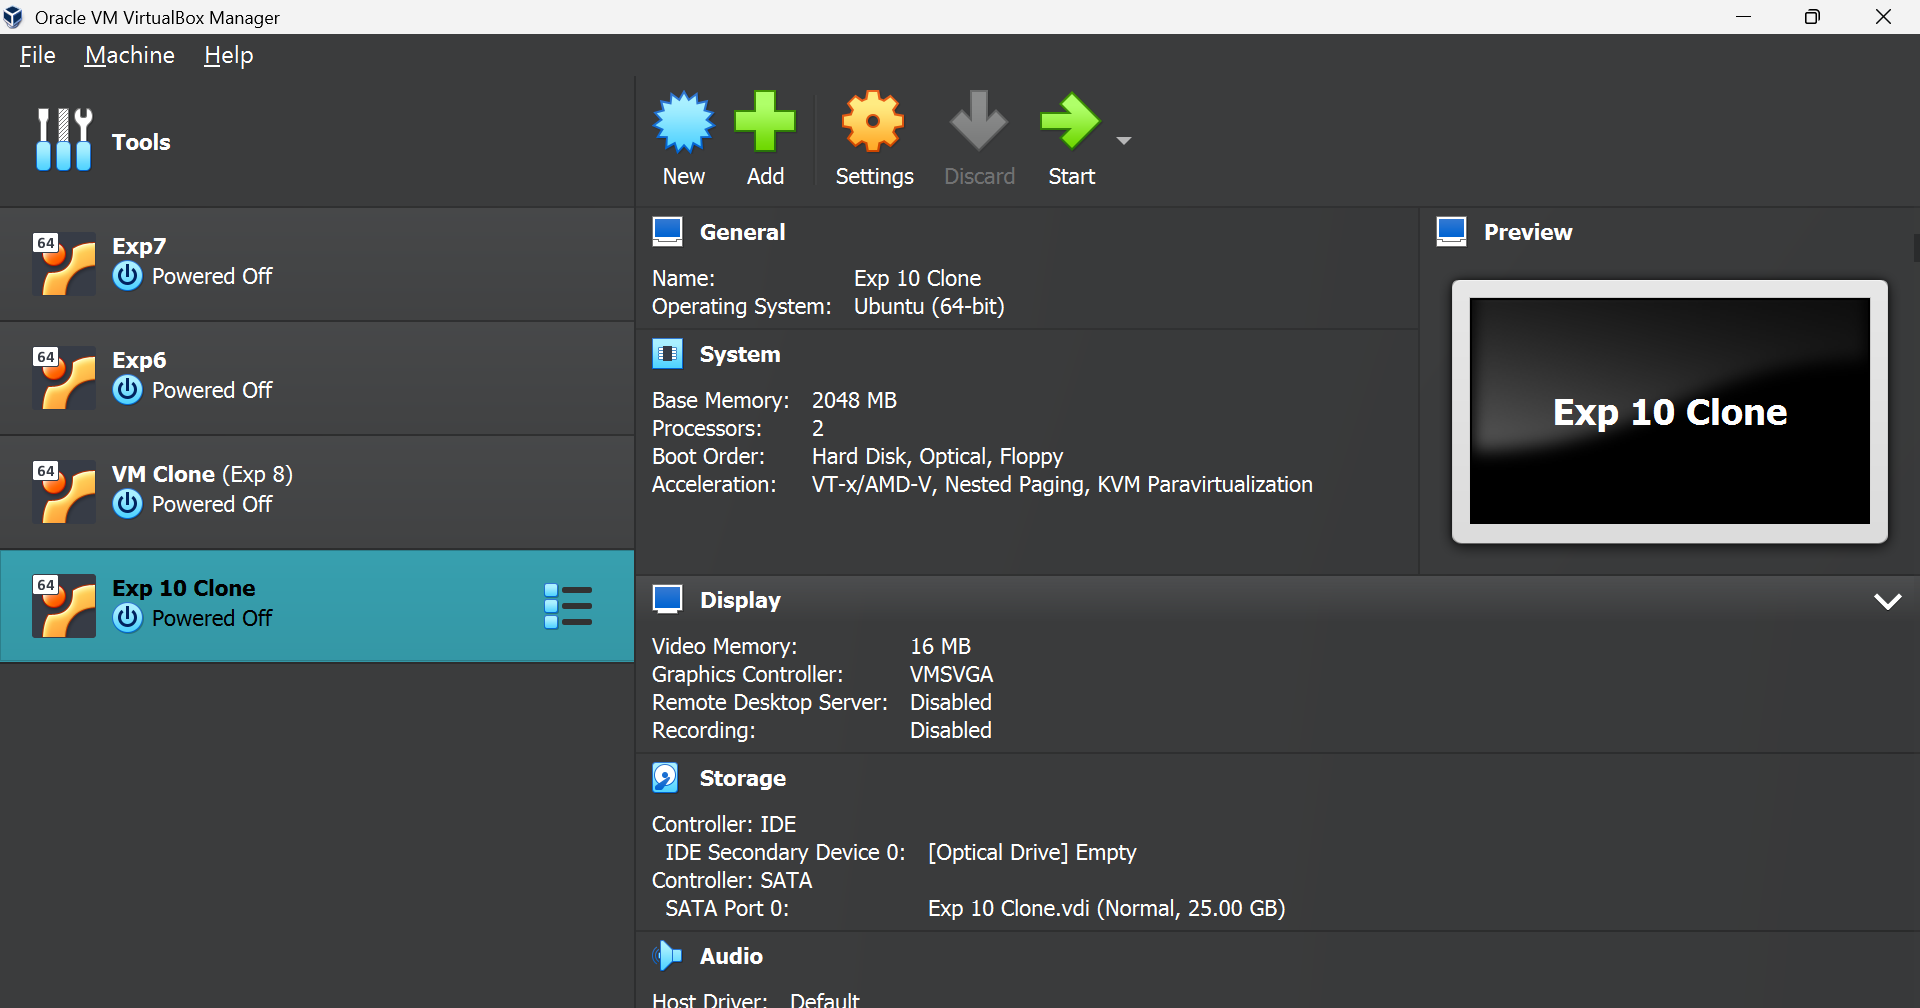 Oracle VM VirtualBox Manager
File Machine Help
Tools
New Add Settings Discard Start
64 Exp7
Powered Off
64 Exp6
Powered Off
64 VM Clone (Exp 8)
Powered Off
64 Exp 10 Clone
Powered Off
General
Name: Exp 10 Clone
Operating System: Ubuntu (64-bit)
System
Base Memory: 2048 MB
Processors: 2
Boot Order: Hard Disk, Optical, Floppy
Acceleration: VT-x/AMD-V, Nested Paging, KVM Paravirtualization
Preview
Exp 10 Clone
Display
Video Memory: 16 MB
Graphics Controller: VMSVGA
Remote Desktop Server: Disabled
Recording: Disabled
Storage
Controller: IDE
IDE Secondary Device 0: [Optical Drive] Empty
Controller: SATA
SATA Port 0: Exp 10 Clone.vdi (Normal, 25.00 GB)
Audio
Host Driver: Default